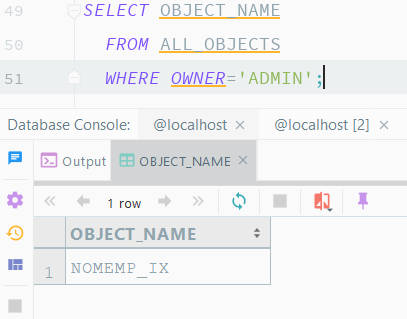 49 SELECT OBJECT_NAME
50 FROM ALL_OBJECTS
51 WHERE OWNER='ADMIN';
Database Console: @localhost × @localhost [2] ×
Output OBJECT_NAME ×
1 row
OBJECT_NAME
1 NOMEMP_IX